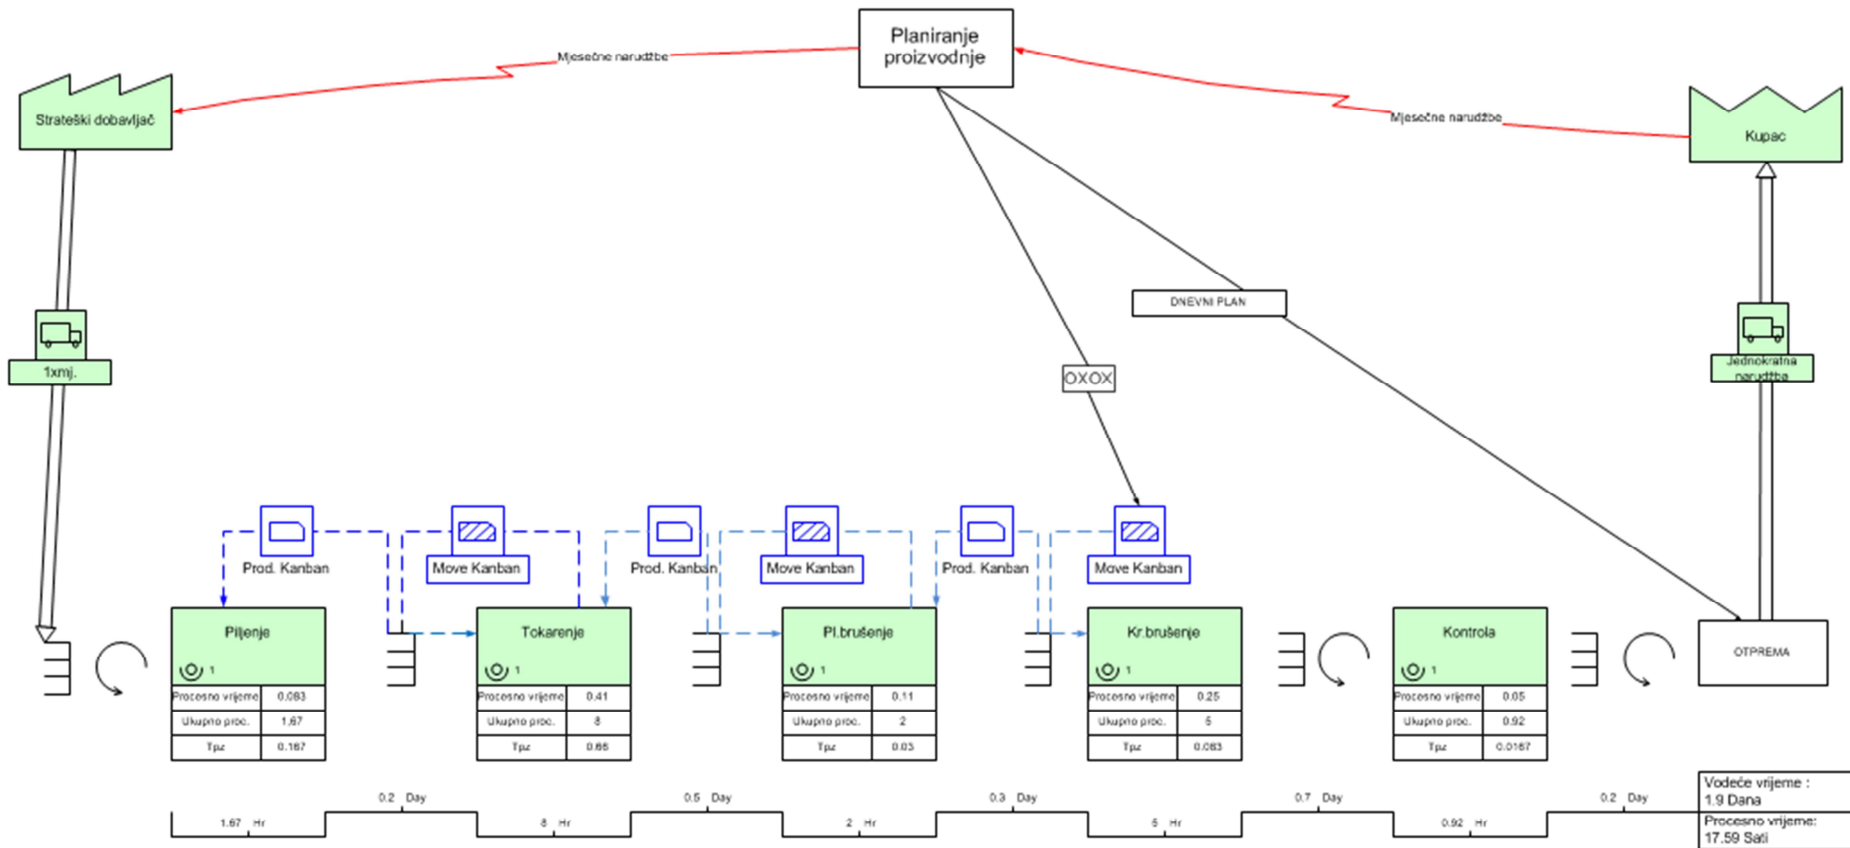 Planiranje
proizvodnje
Mjesečne narudžbe
Mjesečne narudžbe
Strateški dobavljač
Kupac
DNEVNI PLAN
1xmj.
Jednokratna
narudžba
OXOX
Prod. Kanban
Move Kanban
Prod. Kanban
Move Kanban
Prod. Kanban
Move Kanban
Piljenje
Tokarenje
Pl.brušenje
Kr.brušenje
Kontrola
OTPREMA
1
1
1
1
1
Procesno vrijeme 0.083
Procesno vrijeme 0.41
Procesno vrijeme 0.11
Procesno vrijeme 0.25
Procesno vrijeme 0.05
Ukupno proc. 1,67
Ukupno proc. 8
Ukupno proc. 2
Ukupno proc. 5
Ukupno proc. 0.92
Tpz 0.167
Tpz 0.66
Tpz 0.03
Tpz 0.083
Tpz 0.0167
0.2 Day
0.5 Day
0.3 Day
0.7 Day
0.2 Day
1.67 Hr
8 Hr
2 Hr
5 Hr
0.92 Hr
Vodeće vrijeme :
1.9 Dana
Procesno vrijeme:
17.59 Sati